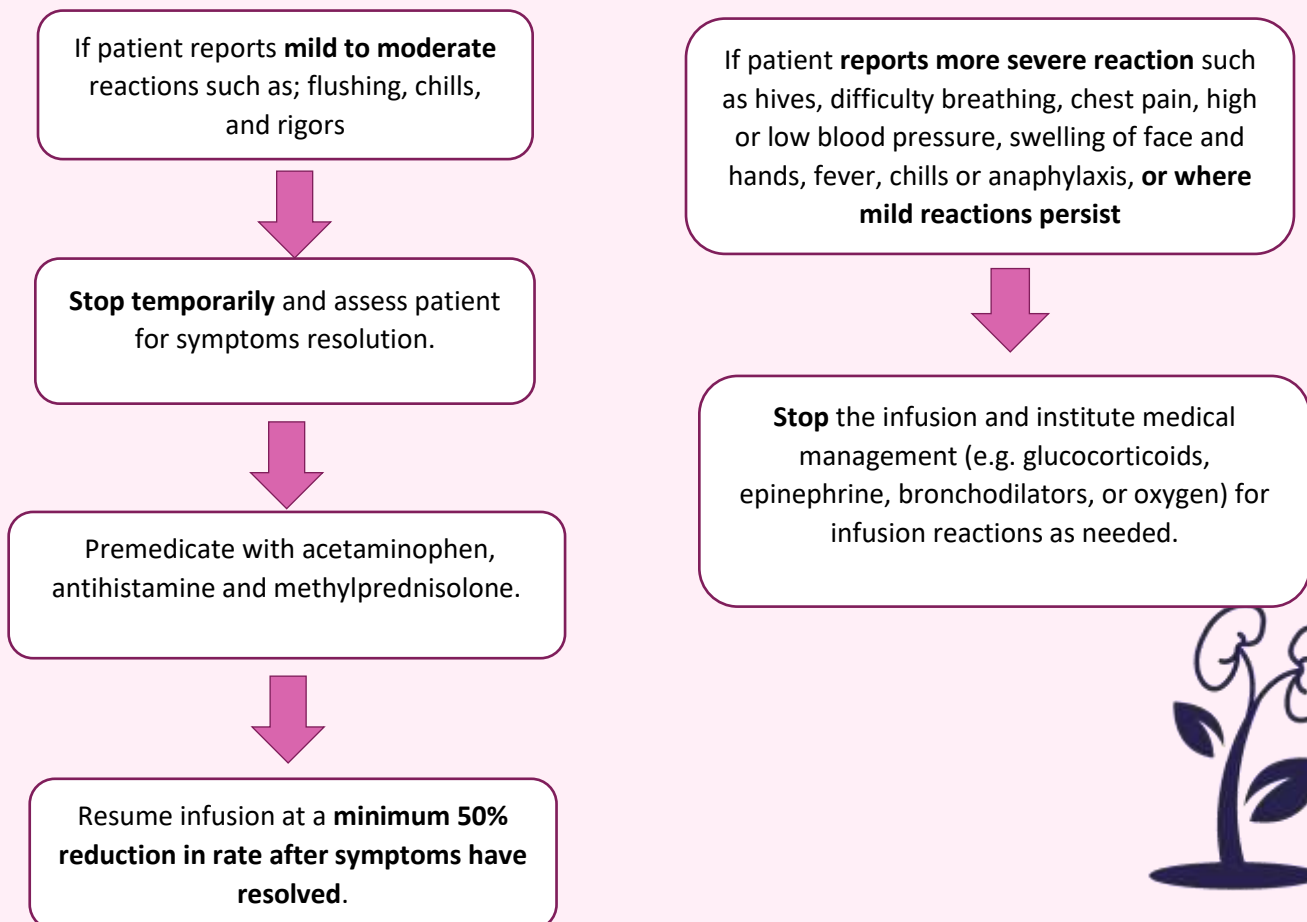 If patient reports mild to moderate
reactions such as; flushing, chills,
and rigors
Stop temporarily and assess patient
for symptoms resolution.
Premedicate with acetaminophen,
antihistamine and methylprednisolone.
Resume infusion at a minimum 50%
reduction in rate after symptoms have
resolved.
If patient reports more severe reaction such
as hives, difficulty breathing, chest pain, high
or low blood pressure, swelling of face and
hands, fever, chills or anaphylaxis, or where
mild reactions persist
Stop the infusion and institute medical
management (e.g. glucocorticoids,
epinephrine, bronchodilators, or oxygen) for
infusion reactions as needed.